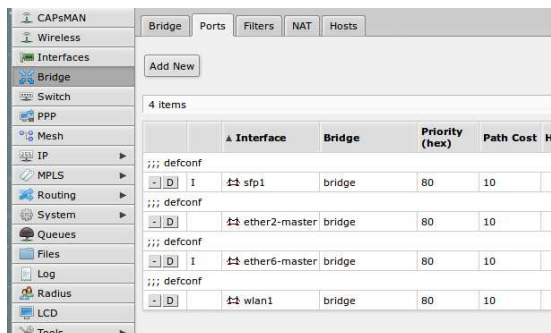 CAPsMAN
Wireless
Interfaces
Bridge
Switch
PPP
Mesh
IP
MPLS
Routing
System
Queues
Files
Log
Radius
LCD
Tools
Bridge Ports Filters NAT Hosts
Add New
4 items
▲ Interface Bridge Priority (hex) Path Cost H
;;; defconf
- D I sfp1 bridge 80 10
;;; defconf
- D ether2-master bridge 80 10
;;; defconf
- D I ether6-master bridge 80 10
;;; defconf
- D wlan1 bridge 80 10